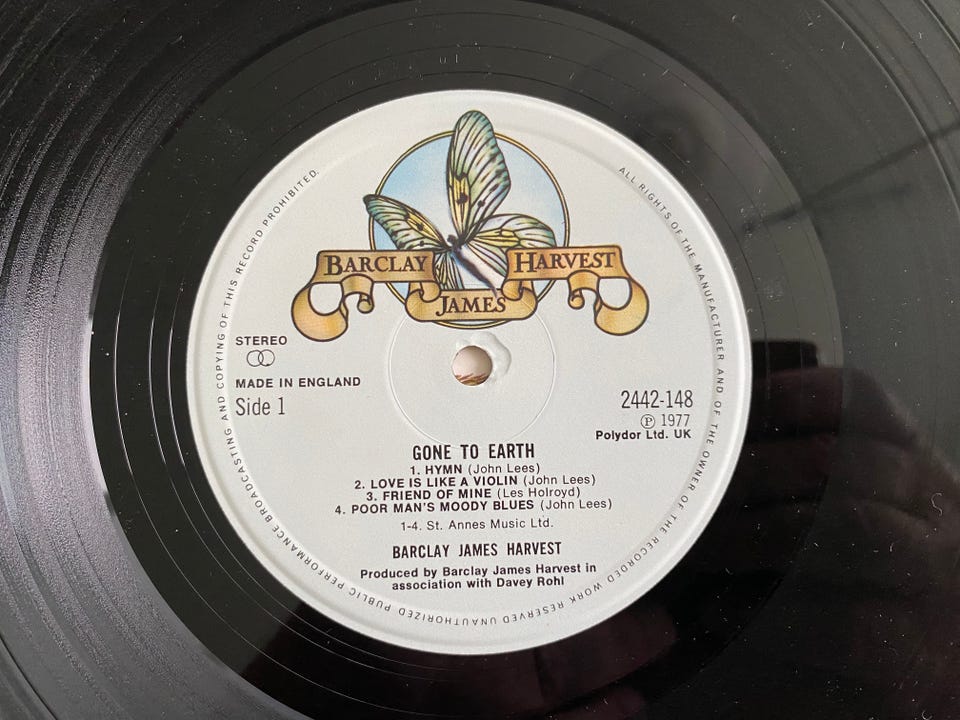 BARCLAY JAMES HARVEST
STEREO
MADE IN ENGLAND
Side 1
2442-148
Ⓟ 1977
Polydor Ltd. UK
GONE TO EARTH
1. HYMN (John Lees)
2. LOVE IS LIKE A VIOLIN (John Lees)
3. FRIEND OF MINE (Les Holroyd)
4. POOR MAN'S MOODY BLUES (John Lees)
1-4. St. Annes Music Ltd.
BARCLAY JAMES HARVEST
Produced by Barclay James Harvest in
association with Davey Rohl
ALL RIGHTS OF THE MANUFACTURER AND OF THE OWNER OF THE RECORDED WORK RESERVED UNAUTHORIZED PUBLIC PERFORMANCE BROADCASTING AND COPYING OF THIS RECORD PROHIBITED.